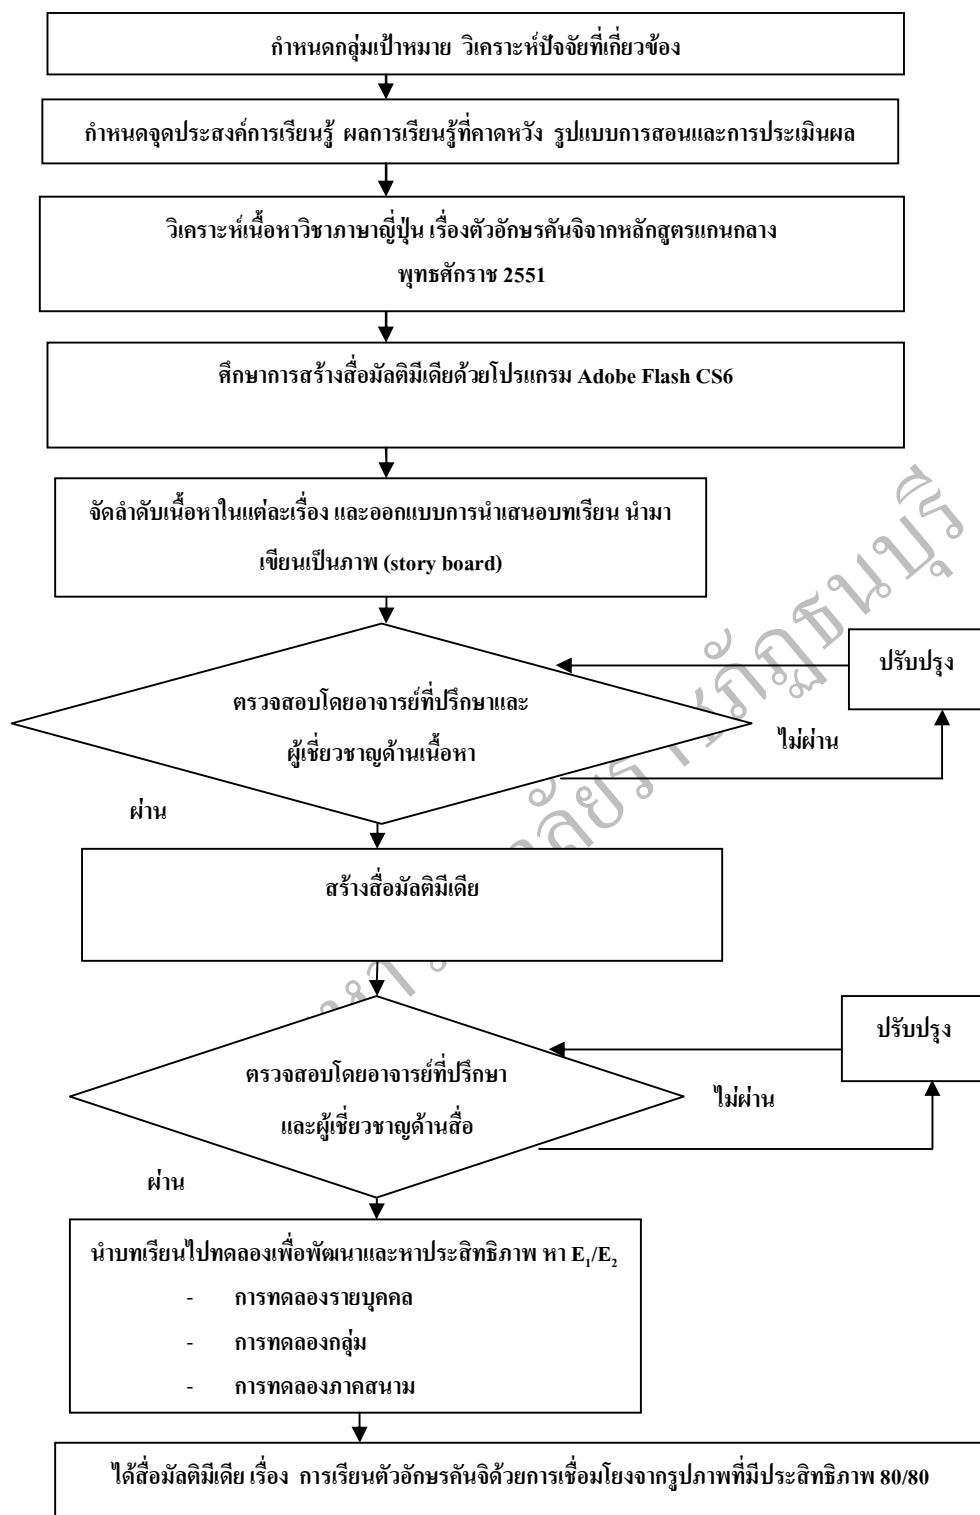 กำหนดกลุ่มเป้าหมาย วิเคราะห์ปัจจัยที่เกี่ยวข้อง
กำหนดจุดประสงค์การเรียนรู้ ผลการเรียนรู้ที่คาดหวัง รูปแบบการสอนและการประเมินผล
วิเคราะห์เนื้อหาวิชาภาษาญี่ปุ่น เรื่องตัวอักษรคันจิจากหลักสูตรแกนกลาง
พุทธศักราช 2551
ศึกษาการสร้างสื่อมัลติมีเดียด้วยโปรแกรม Adobe Flash CS6
จัดลำดับเนื้อหาในแต่ละเรื่อง และออกแบบการนำเสนอบทเรียน นำมา
เขียนเป็นภาพ (story board)
ปรับปรุง
ตรวจสอบโดยอาจารย์ที่ปรึกษาและ
ผู้เชี่ยวชาญด้านเนื้อหา
ไม่ผ่าน
ผ่าน
สร้างสื่อมัลติมีเดีย
ปรับปรุง
ตรวจสอบโดยอาจารย์ที่ปรึกษา
และผู้เชี่ยวชาญด้านสื่อ
ไม่ผ่าน
ผ่าน
นำบทเรียนไปทดลองเพื่อพัฒนาและหาประสิทธิภาพ หา E₁/E₂
- การทดลองรายบุคคล
- การทดลองกลุ่ม
- การทดลองภาคสนาม
ได้สื่อมัลติมีเดีย เรื่อง การเรียนตัวอักษรคันจิด้วยการเชื่อมโยงจากรูปภาพที่มีประสิทธิภาพ 80/80